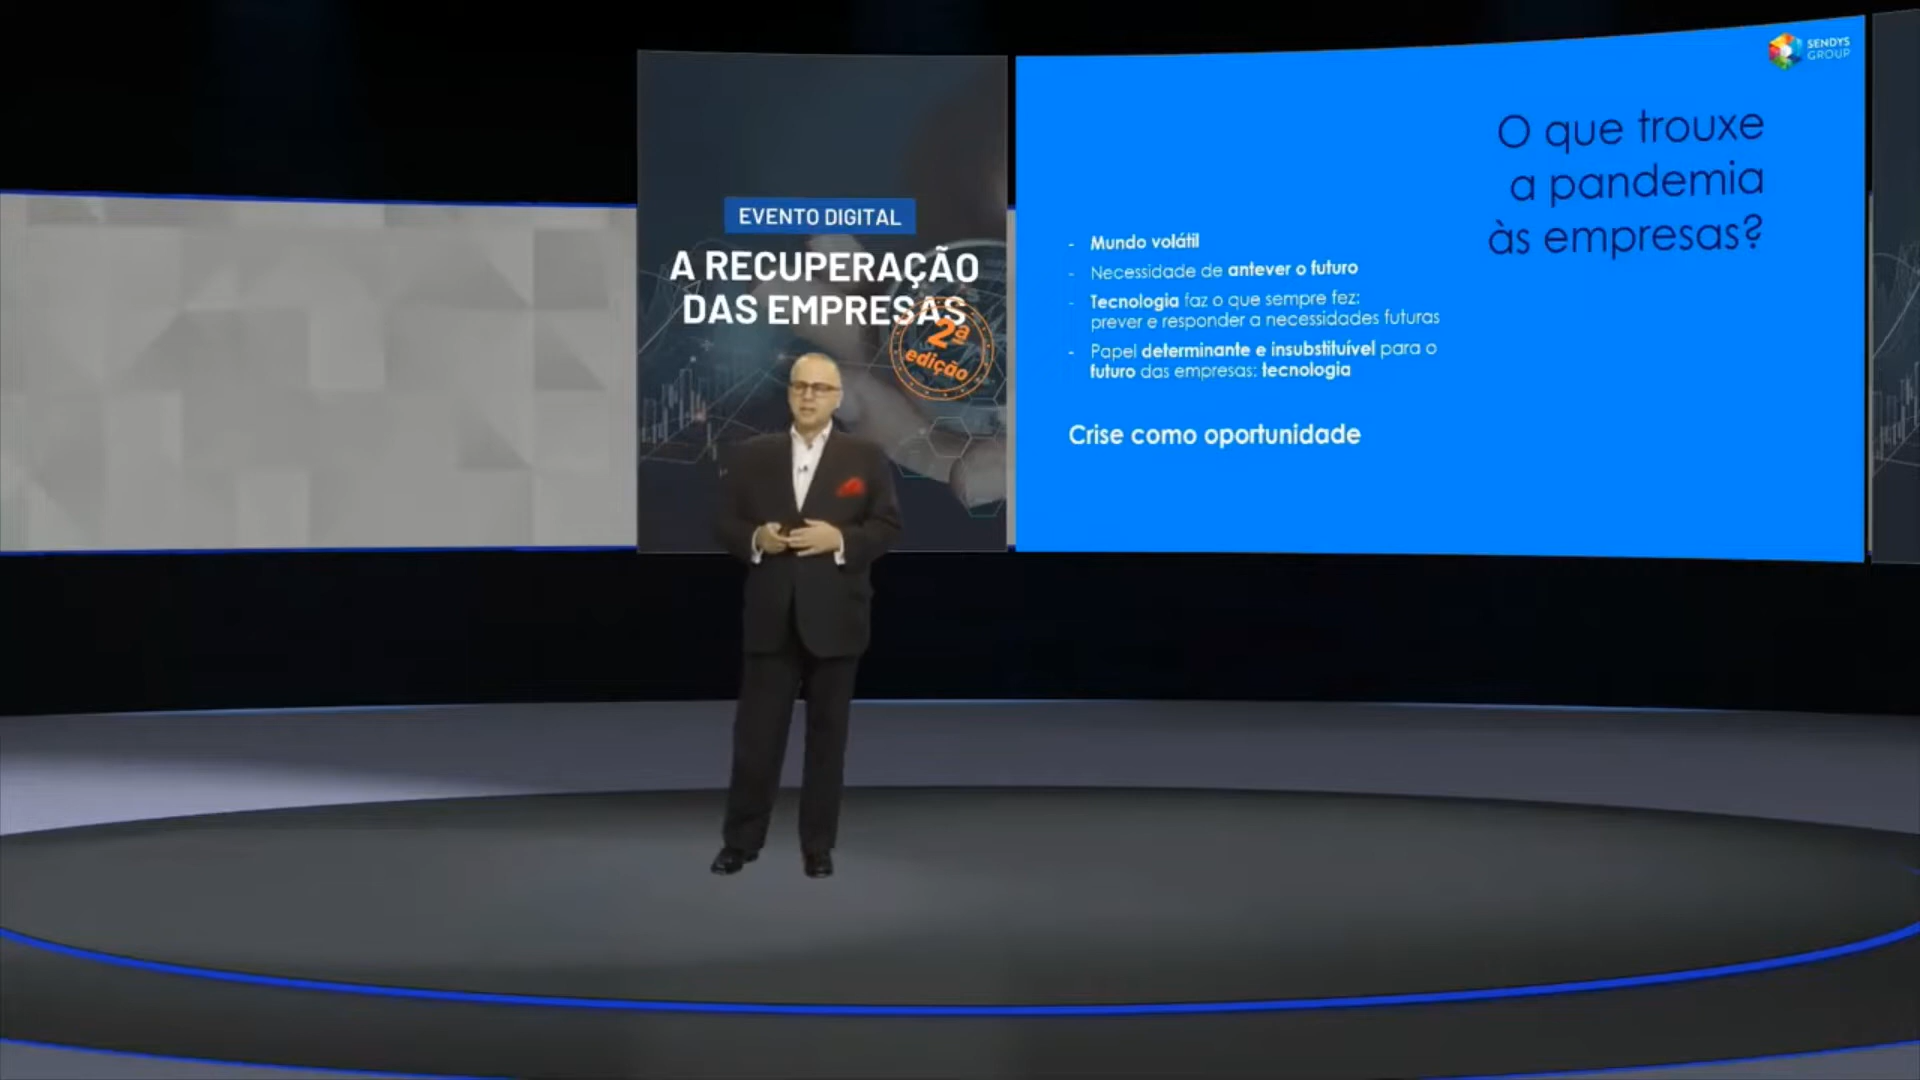 EVENTO DIGITAL
A RECUPERAÇÃO
DAS EMPRESAS
2ª
edição
SENDYS
GROUP
O que trouxe
a pandemia
às empresas?
- Mundo volátil
- Necessidade de antever o futuro
- Tecnologia faz o que sempre fez:
prever e responder a necessidades futuras
- Papel determinante e insubstituível para o
futuro das empresas: tecnologia
Crise como oportunidade